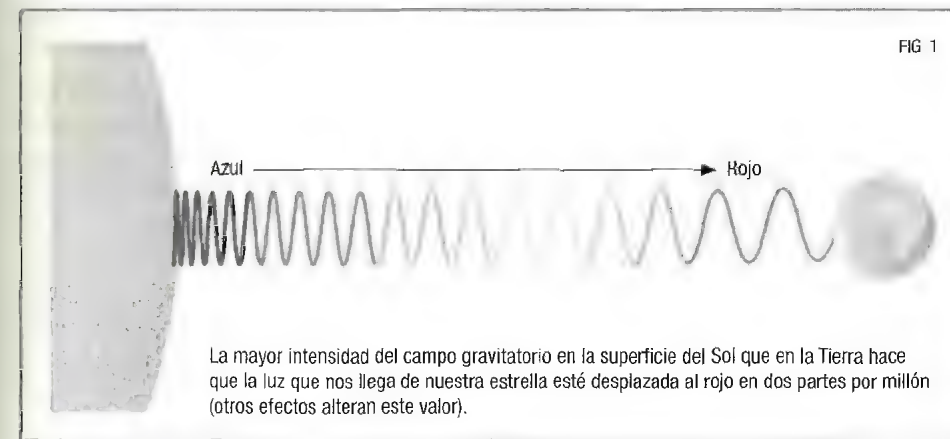 FIG 1
Azul
Rojo
La mayor intensidad del campo gravitatorio en la superficie del Sol que en la Tierra hace
que la luz que nos llega de nuestra estrella esté desplazada al rojo en dos partes por millón
(otros efectos alteran este valor).